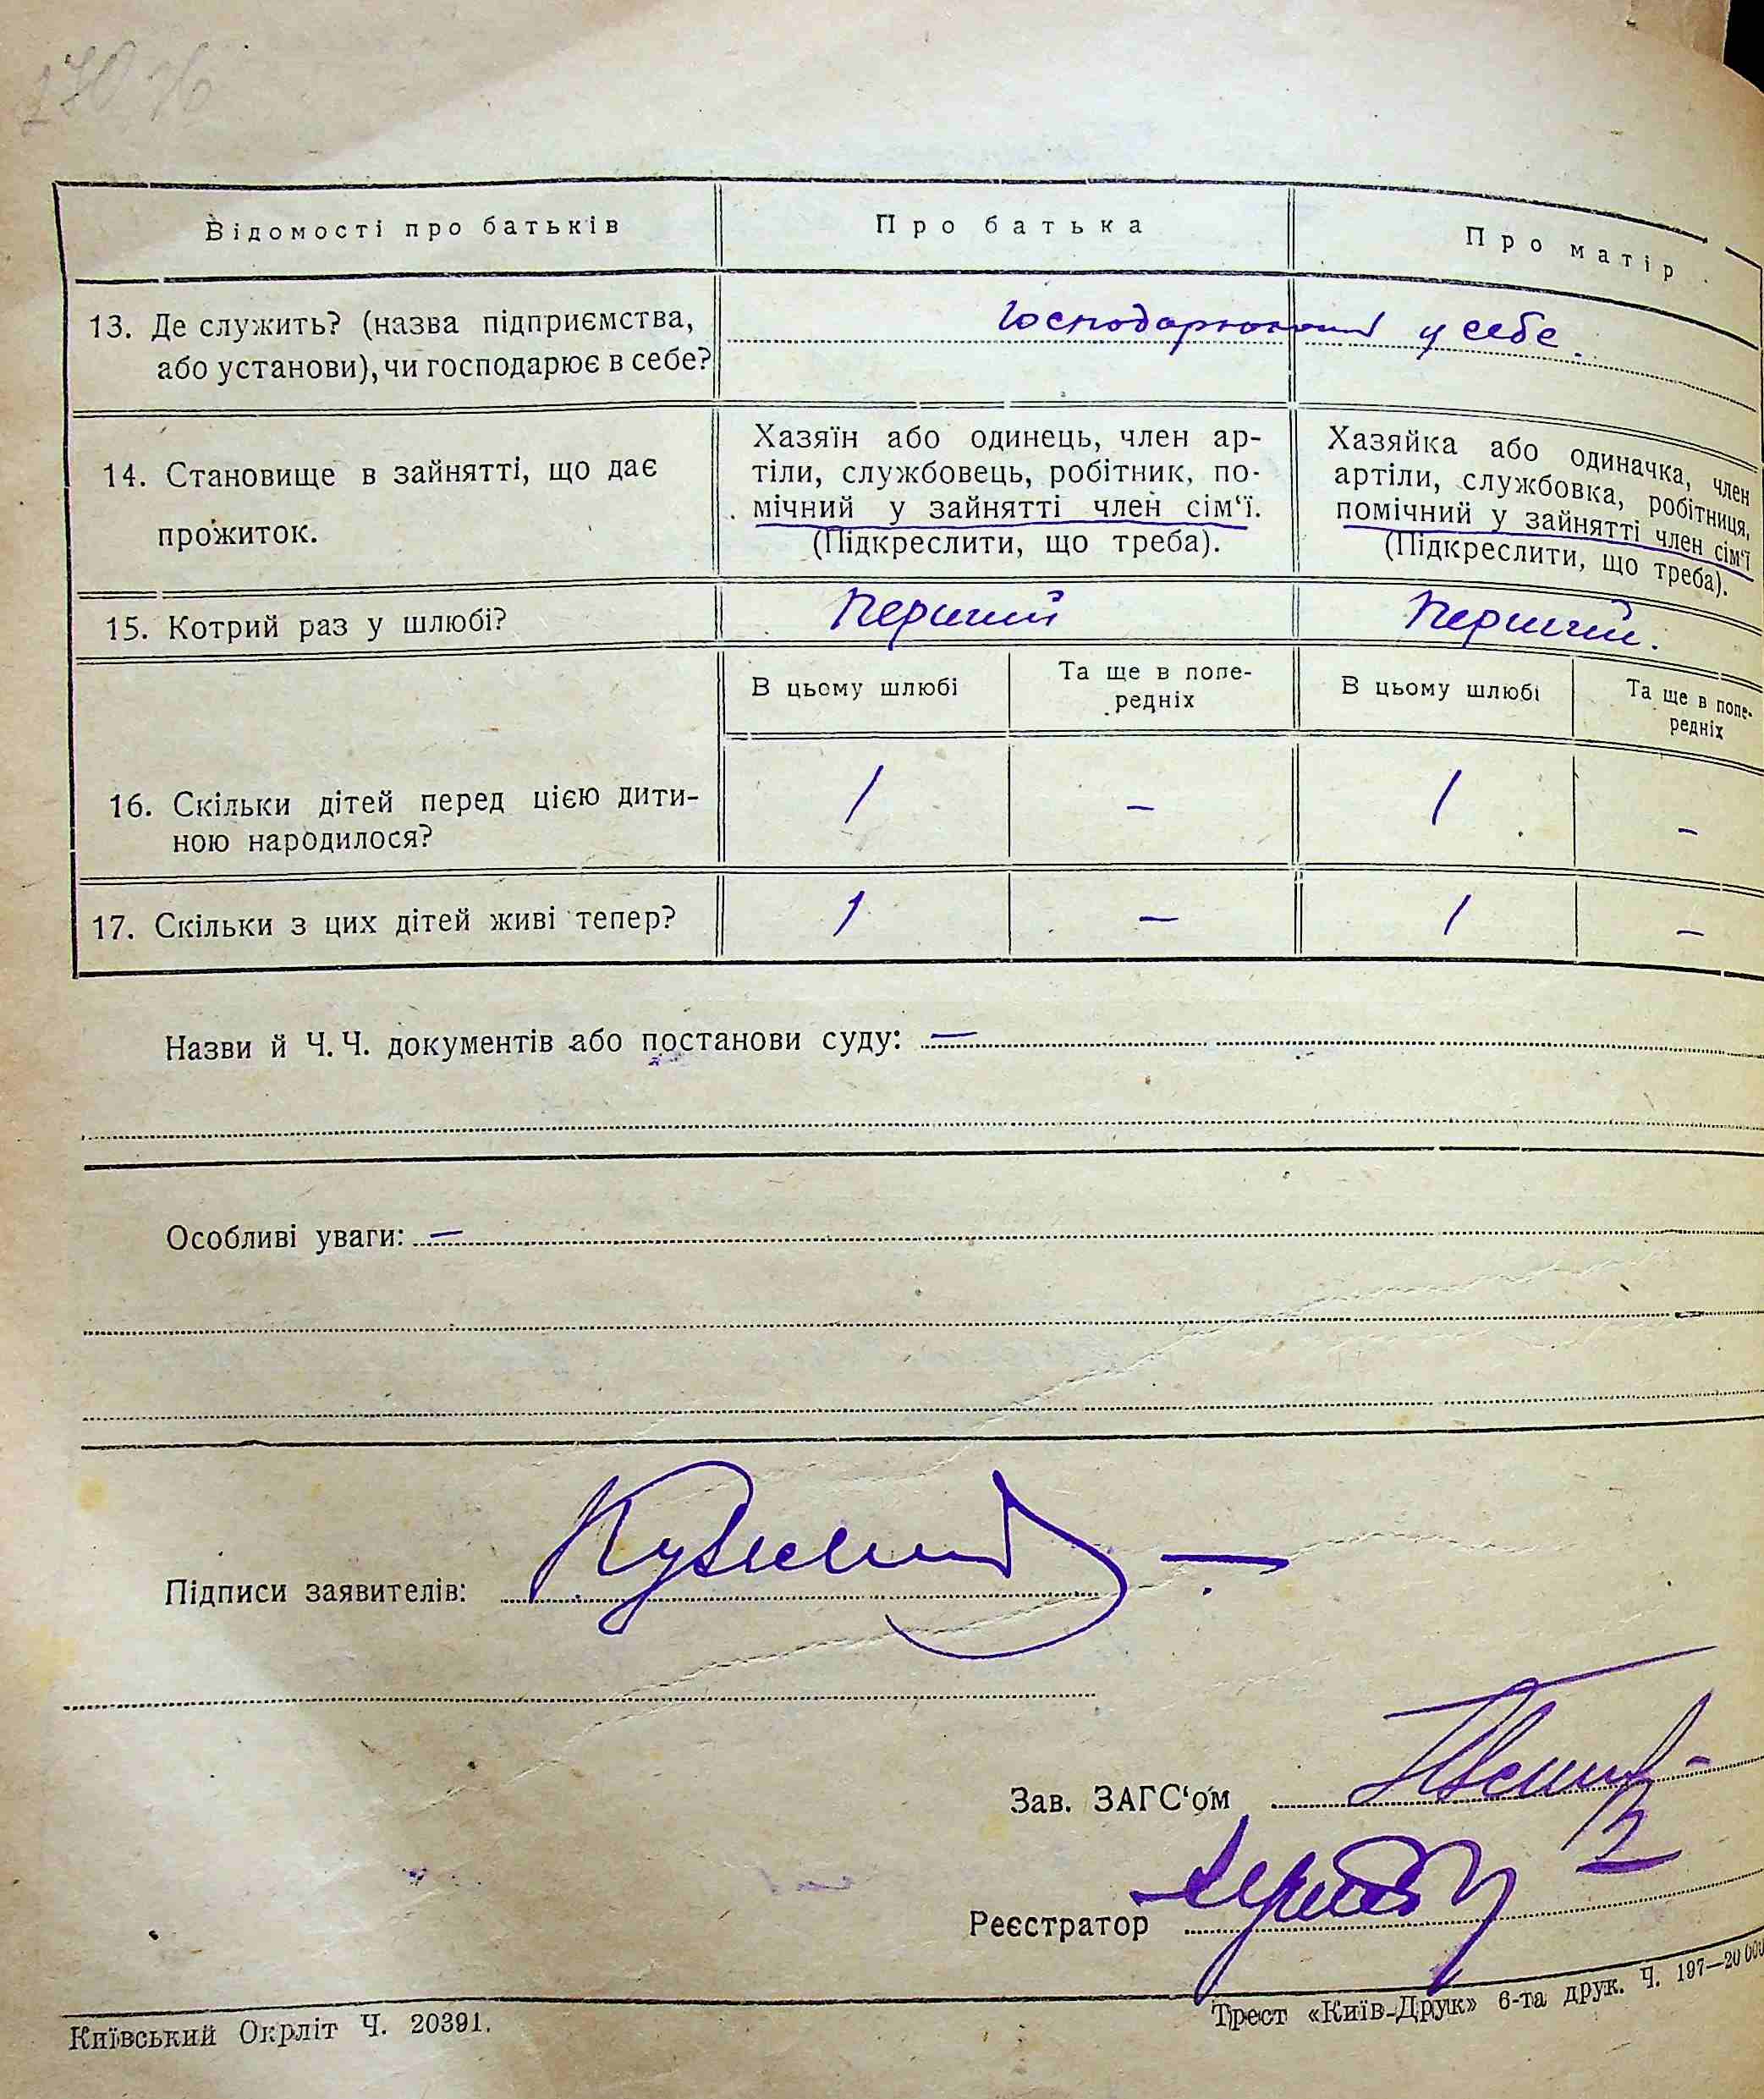 Відомості про батьків
Про батька
Про матір
13. Де служить? (назва підприємства,
або установи), чи господарює в себе?
Господарюючий у себе.
14. Становище в зайнятті, що дає
прожиток.
Хазяїн або одинець, член ар-
тіли, службовець, робітник, по-
мічний у зайнятті член сім‘ї.
(Підкреслити, що треба).
Хазяйка або одиначка, член
артіли, службовка, робітниця,
помічний у зайнятті член сім‘ї
(Підкреслити, що треба).
15. Котрий раз у шлюбі?
Перший
Перший.
В цьому шлюбі
Та ще в попе-
редніх
В цьому шлюбі
Та ще в попе-
редніх
16. Скільки дітей перед цією дити-
ною народилося?
1
–
1
–
17. Скільки з цих дітей живі тепер?
1
–
1
–
Назви й Ч. Ч. документів або постанови суду: –
Особливі уваги: –
Підписи заявителів:
Зав. ЗАГС‘ом
Реєстратор
Київський Окрліт Ч. 20391.
Трест «Київ-Друк» 6-та друк. Ч. 197—20000